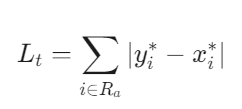 $L_t = \sum_{i \in R_a} |y_i^* - x_i^*|$